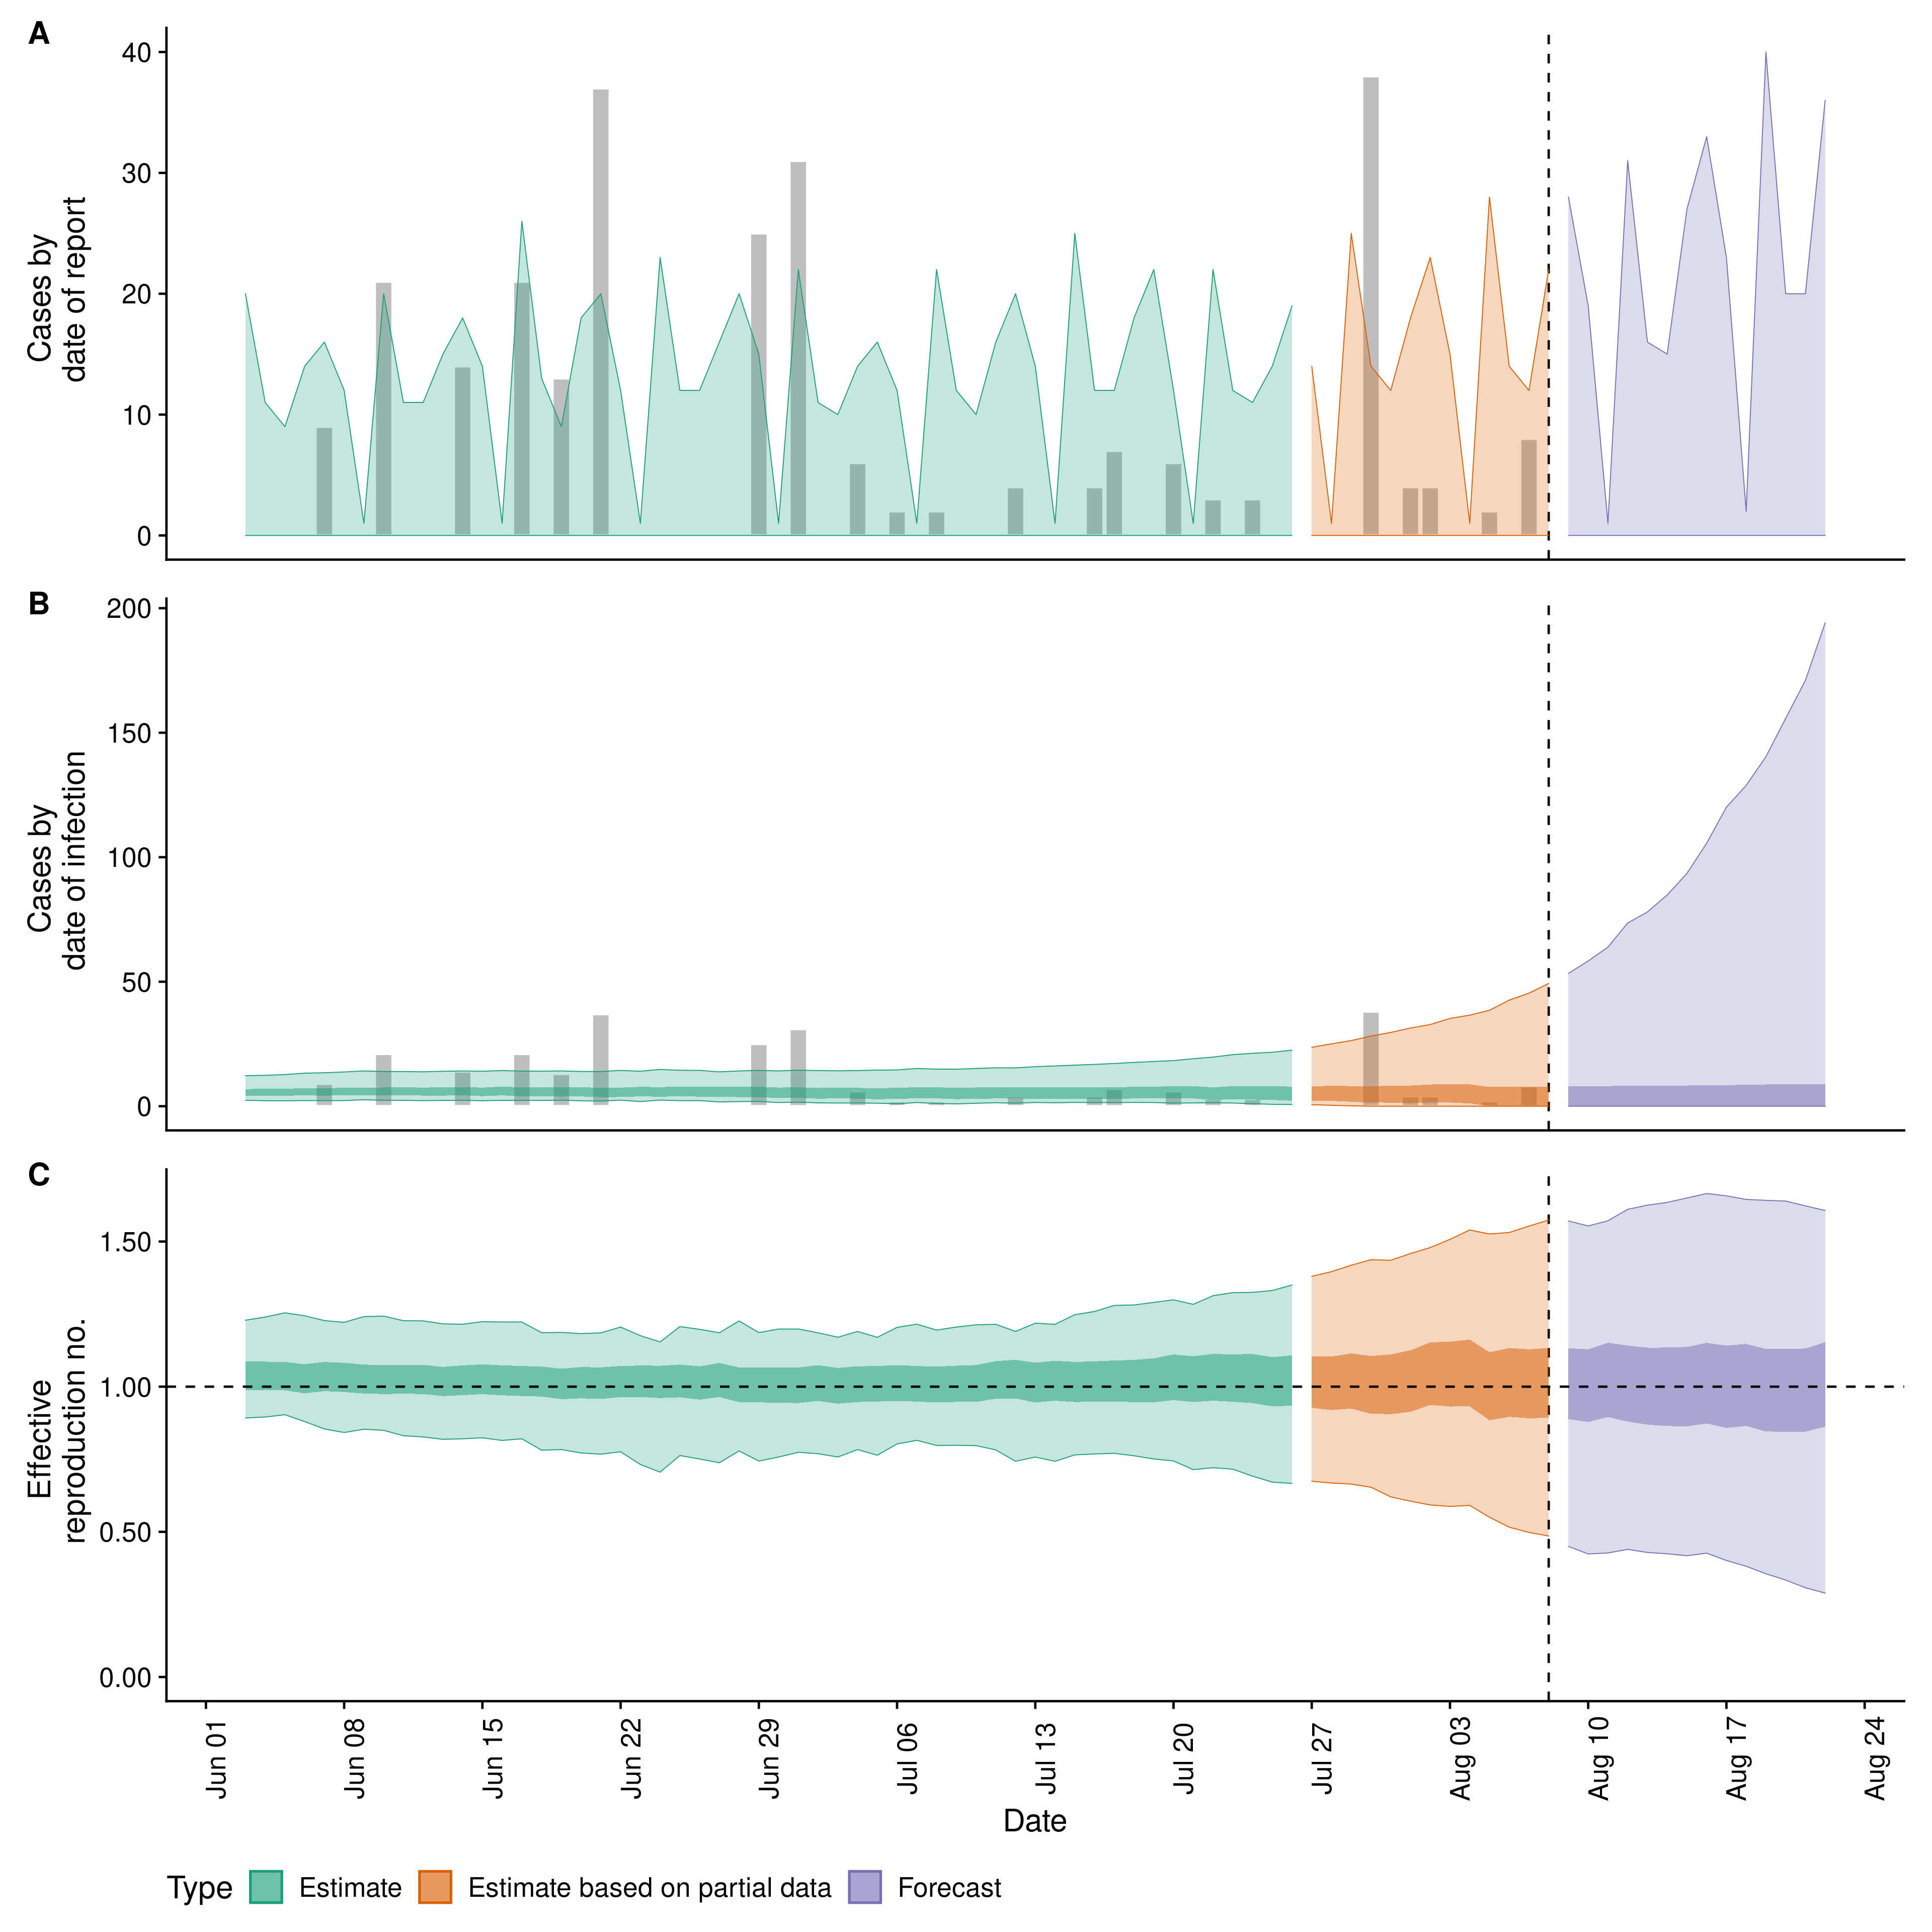 A
Cases by
date of report
40
30
20
10
0
B
Cases by
date of infection
200
150
100
50
0
C
Effective
reproduction no.
1.50
1.00
0.50
0.00
Jun 01
Jun 08
Jun 15
Jun 22
Jun 29
Jul 06
Jul 13
Jul 20
Jul 27
Aug 03
Aug 10
Aug 17
Aug 24
Date
Type Estimate Estimate based on partial data Forecast